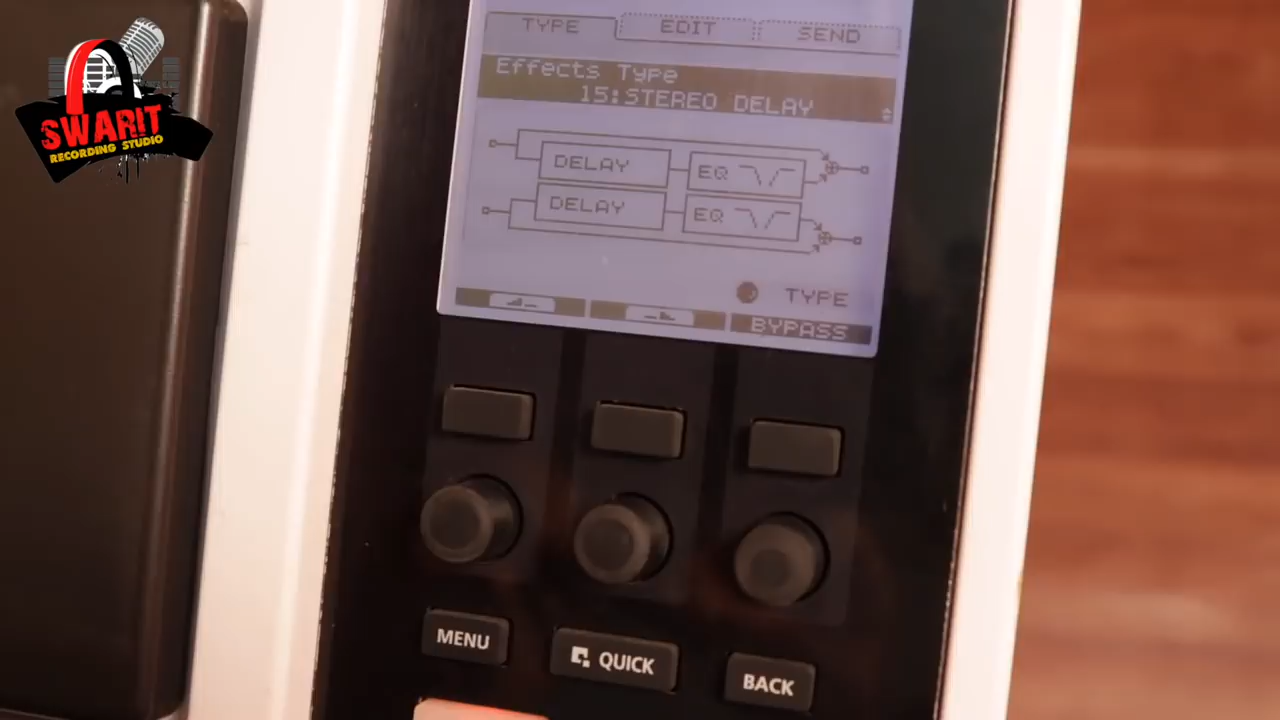 SWARIT
RECORDING STUDIO
TYPE EDIT SEND
Effects Type
15:STEREO DELAY
DELAY EQ
DELAY EQ
TYPE
BYPASS
MENU QUICK BACK